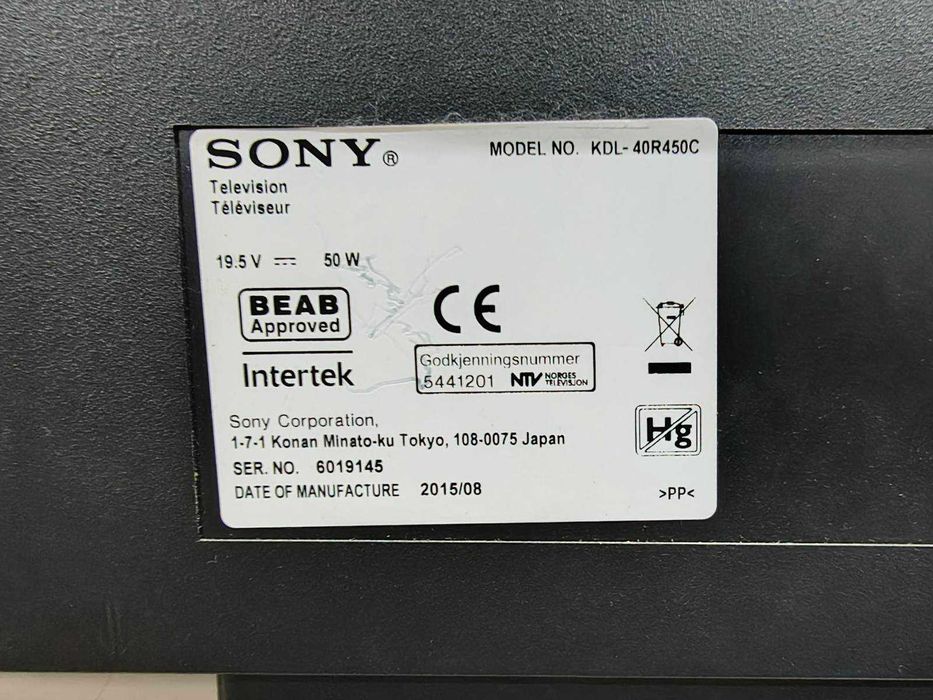 SONY®
MODEL NO. KDL-40R450C
Television
Téléviseur
19.5 V ⎓ 50 W
BEAB
Approved
Intertek
CE
Godkjenningsnummer
5441201 NTV NORGES TELEVISJON
Hg
Sony Corporation,
1-7-1 Konan Minato-ku Tokyo, 108-0075 Japan
SER. NO. 6019145
DATE OF MANUFACTURE 2015/08
>PP<